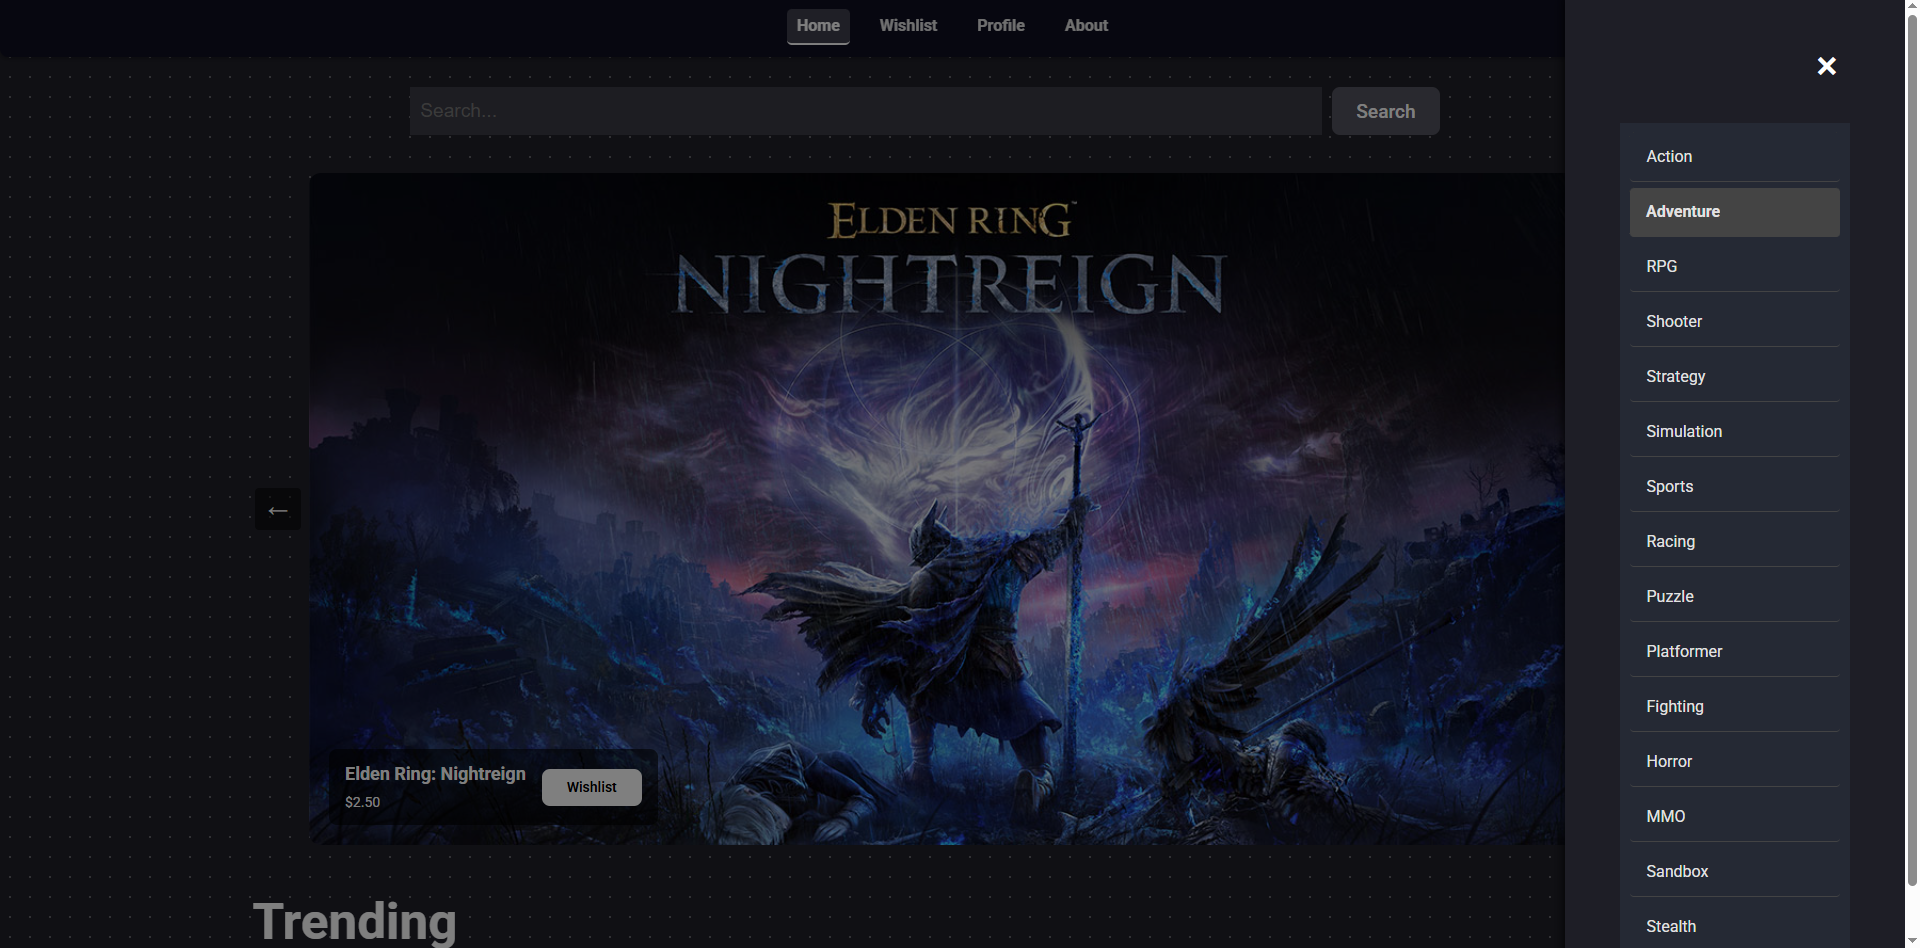 Home Wishlist Profile About
×
Search... Search
ELDEN RING™
NIGHTREIGN
←
Elden Ring: Nightreign
$2.50
Wishlist
Trending
Action
Adventure
RPG
Shooter
Strategy
Simulation
Sports
Racing
Puzzle
Platformer
Fighting
Horror
MMO
Sandbox
Stealth